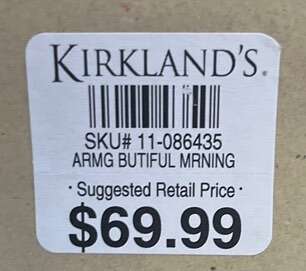 KIRKLAND'S.
SKU# 11-086435
ARMG BUTIFUL MRNING
· Suggested Retail Price ·
$69.99